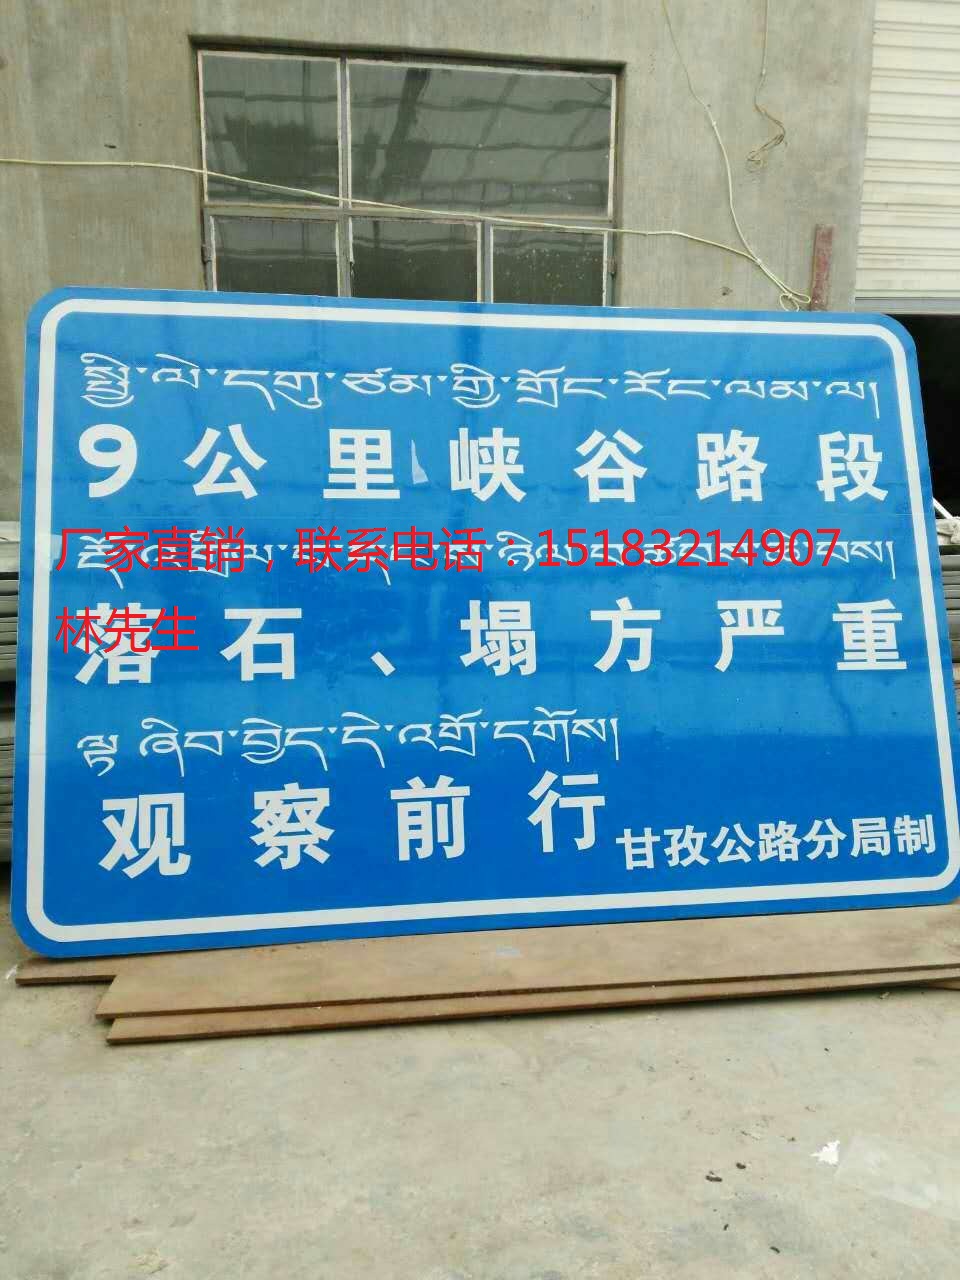 སྤྱི་ལེ་དགུ་ཙམ་གྱི་གྲོང་རོང་ལམ་ལ།
9公里峡谷路段
厂家直销，联系电话：15183214907
落石、塌方严重
林先生
ལྟ་ཞིབ་བྱེད་དེ་འགྲོ་དགོས།
观察前行
甘孜公路分局制